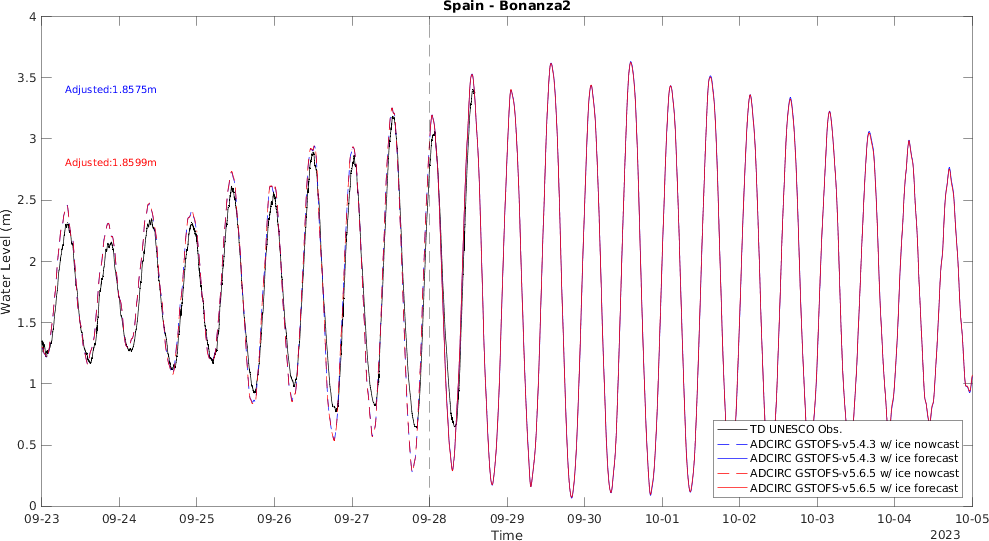 Spain - Bonanza2
Water Level (m)
4
3.5
3
2.5
2
1.5
1
0.5
0
Adjusted:1.8575m
Adjusted:1.8599m
TD UNESCO Obs.
ADCIRC GSTOFS-v5.4.3 w/ ice nowcast
ADCIRC GSTOFS-v5.4.3 w/ ice forecast
ADCIRC GSTOFS-v5.6.5 w/ ice nowcast
ADCIRC GSTOFS-v5.6.5 w/ ice forecast
09-23 09-24 09-25 09-26 09-27 09-28 09-29 09-30 10-01 10-02 10-03 10-04 10-05
Time
2023